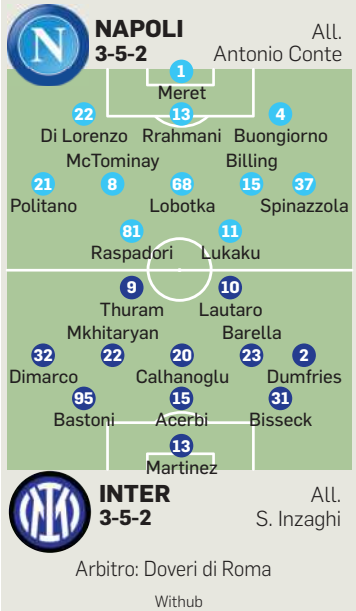 NAPOLI
3-5-2
All.
Antonio Conte
N
1
Meret
22 13 4
Di Lorenzo Rrahmani Buongiorno
McTominay Billing
21 8 68 15 37
Politano Lobotka Spinazzola
81 11
Raspadori Lukaku
9 10
Thuram Lautaro
Mkhitaryan Barella
32 22 20 23 2
Dimarco Calhanoglu Dumfries
95 15 31
Bastoni Acerbi Bisseck
13
Martinez
INTER
3-5-2
All.
S. Inzaghi
Arbitro: Doveri di Roma
Withub